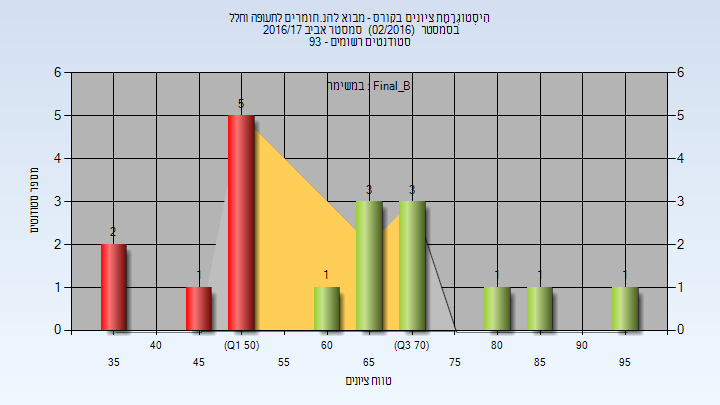 היסטוגרמת ציונים בקורס - מבוא להנ.חומרים לתעופה וחלל
בסמסטר (02/2016) סמסטר אביב 2016/17
סטודנטים רשומים - 93
במשימה : Final_B
מספר סטודנטים
6 6
5 5
4 4
3 3
2 2
1 1
0 0
2 1 5 1 3 3 1 1 1
40 (Q1 50) 60 (Q3 70) 80 90
35 45 55 65 75 85 95
טווח ציונים